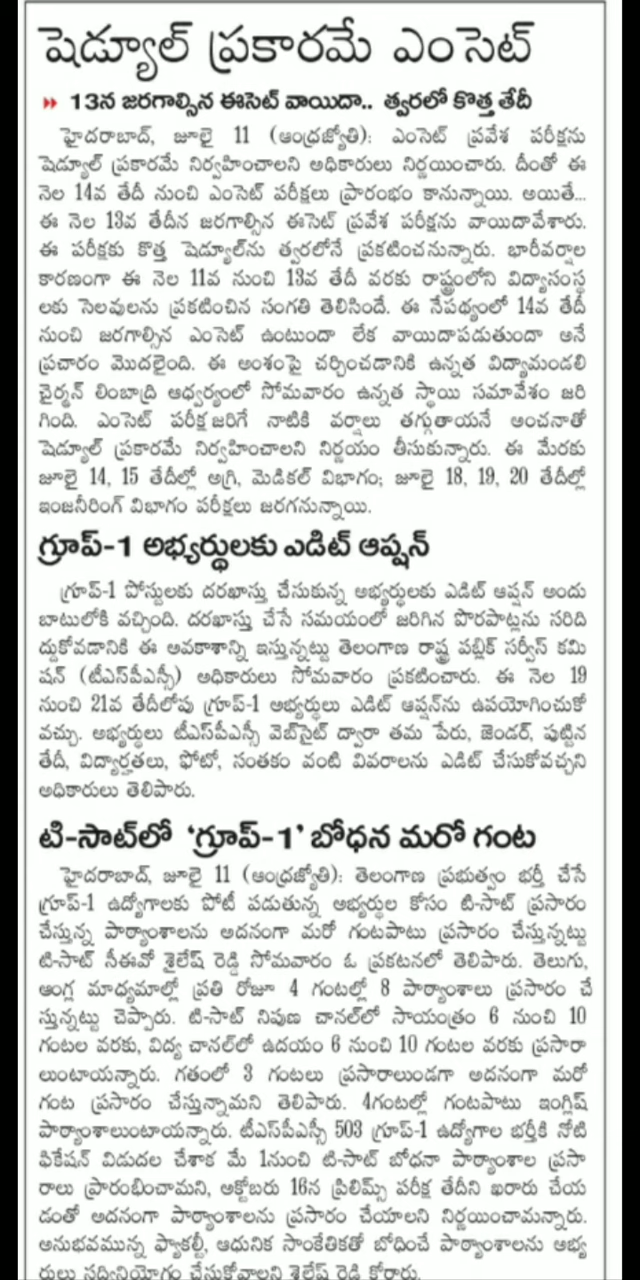 షెడ్యూల్ ప్రకారమే ఎంసెట్
13న జరగాల్సిన ఈసెట్ వాయిదా.. త్వరలో కొత్త తేదీ
హైదరాబాద్, జూలై 11 (ఆంధ్రజ్యోతి): ఎంసెట్ ప్రవేశ పరీక్షను
షెడ్యూల్ ప్రకారమే నిర్వహించాలని అధికారులు నిర్ణయించారు. దీంతో ఈ
నెల 14వ తేదీ నుంచి ఎంసెట్ పరీక్షలు ప్రారంభం కానున్నాయి. అయితే...
ఈ నెల 13వ తేదీన జరగాల్సిన ఈసెట్ ప్రవేశ పరీక్షను వాయిదావేశారు.
ఈ పరీక్షకు కొత్త షెడ్యూల్‌ను త్వరలోనే ప్రకటించనున్నారు. భారీవర్షాల
కారణంగా ఈ నెల 11వ నుంచి 13వ తేదీ వరకు రాష్ట్రంలోని విద్యాసంస్థ
లకు సెలవులను ప్రకటించిన సంగతి తెలిసిందే. ఈ నేపథ్యంలో 14వ తేదీ
నుంచి జరగాల్సిన ఎంసెట్ ఉంటుందా లేక వాయిదాపడుతుందా అనే
ప్రచారం మొదలైంది. ఈ అంశంపై చర్చించడానికి ఉన్నత విద్యామండలి
చైర్మన్ లింబాద్రి ఆధ్వర్యంలో సోమవారం ఉన్నత స్థాయి సమావేశం జరి
గింది. ఎంసెట్ పరీక్ష జరిగే నాటికి వర్షాలు తగ్గుతాయనే అంచనాతో
షెడ్యూల్ ప్రకారమే నిర్వహించాలని నిర్ణయం తీసుకున్నారు. ఈ మేరకు
జూలై 14, 15 తేదీల్లో అగ్రి, మెడికల్ విభాగం; జూలై 18, 19, 20 తేదీల్లో
ఇంజనీరింగ్ విభాగం పరీక్షలు జరగనున్నాయి.
గ్రూప్-1 అభ్యర్థులకు ఎడిట్ ఆప్షన్
గ్రూప్-1 పోస్టులకు దరఖాస్తు చేసుకున్న అభ్యర్థులకు ఎడిట్ ఆప్షన్ అందు
బాటులోకి వచ్చింది. దరఖాస్తు చేసే సమయంలో జరిగిన పొరపాట్లను సరిది
ద్దుకోవడానికి ఈ అవకాశాన్ని ఇస్తున్నట్టు తెలంగాణ రాష్ట్ర పబ్లిక్ సర్వీస్ కమి
షన్ (టీఎస్‌పీఎస్సీ) అధికారులు సోమవారం ప్రకటించారు. ఈ నెల 19
నుంచి 21వ తేదీలోపు గ్రూప్-1 అభ్యర్థులు ఎడిట్ ఆప్షన్‌ను ఉపయోగించుకో
వచ్చు. అభ్యర్థులు టీఎస్‌పీఎస్సీ వెబ్‌సైట్ ద్వారా తమ పేరు, జెండర్, పుట్టిన
తేదీ, విద్యార్హతలు, ఫోటో, సంతకం వంటి వివరాలను ఎడిట్ చేసుకోవచ్చని
అధికారులు తెలిపారు.
టి-సాట్‌లో ‘గ్రూప్-1’ బోధన మరో గంట
హైదరాబాద్, జూలై 11 (ఆంధ్రజ్యోతి): తెలంగాణ ప్రభుత్వం భర్తీ చేసే
గ్రూప్-1 ఉద్యోగాలకు పోటీ పడుతున్న అభ్యర్థుల కోసం టి-సాట్ ప్రసారం
చేస్తున్న పాఠ్యాంశాలను అదనంగా మరో గంటపాటు ప్రసారం చేస్తున్నట్టు
టి-సాట్ సీఈవో శైలేష్ రెడ్డి సోమవారం ఓ ప్రకటనలో తెలిపారు. తెలుగు,
ఆంగ్ల మాధ్యమాల్లో ప్రతి రోజూ 4 గంటల్లో 8 పాఠ్యాంశాలు ప్రసారం చే
స్తున్నట్టు చెప్పారు. టి-సాట్ నిపుణ చానల్‌లో సాయంత్రం 6 నుంచి 10
గంటల వరకు, విద్య చానల్‌లో ఉదయం 6 నుంచి 10 గంటల వరకు ప్రసారా
లుంటాయన్నారు. గతంలో 3 గంటలు ప్రసారాలుండగా అదనంగా మరో
గంట ప్రసారం చేస్తున్నామని తెలిపారు. 4గంటల్లో గంటపాటు ఇంగ్లిష్
పాఠ్యాంశాలుంటాయన్నారు. టీఎస్‌పీఎస్సీ 503 గ్రూప్-1 ఉద్యోగాల భర్తీకి నోటి
ఫికేషన్ విడుదల చేశాక మే 1నుంచి టి-సాట్ బోధనా పాఠ్యాంశాల ప్రసా
రాలు ప్రారంభించామని, అక్టోబరు 16న ప్రిలిమ్స్ పరీక్ష తేదీని ఖరారు చేయ
డంతో అదనంగా పాఠ్యాంశాలను ప్రసారం చేయాలని నిర్ణయించామన్నారు.
అనుభవమున్న ఫ్యాకల్టీ, ఆధునిక సాంకేతికతో బోధించే పాఠ్యాంశాలను అభ్య
రులు సద్వినియోగం చేసుకోవాలని శైలేష్ రెడ్డి కోరారు.